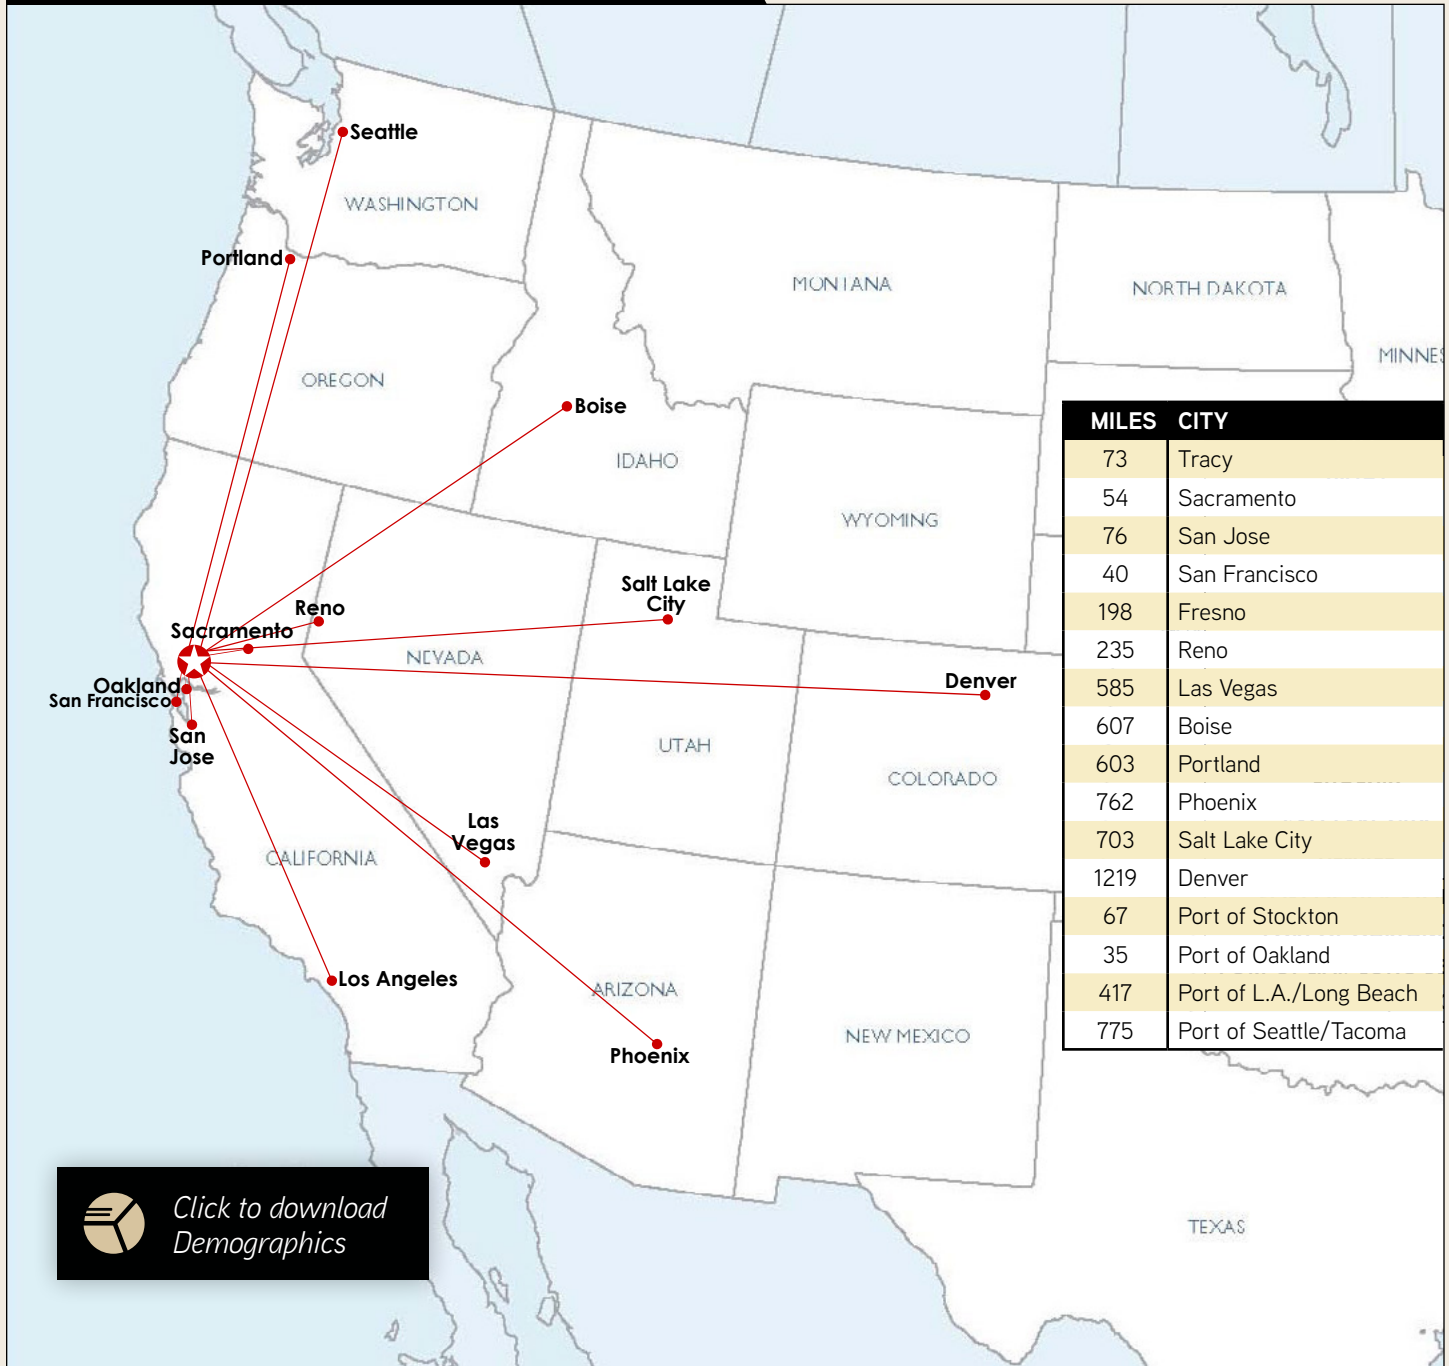 Seattle
WASHINGTON
Portland
MONTANA
NORTH DAKOTA
MINNES
OREGON
Boise
IDAHO
WYOMING
Salt Lake
City
Reno
Sacramento
NEVADA
Oakland
San Francisco
San
Jose
Denver
UTAH
COLORADO
Las
Vegas
CALIFORNIA
Los Angeles
ARIZONA
Phoenix
NEW MEXICO
TEXAS
MILES CITY
73 Tracy
54 Sacramento
76 San Jose
40 San Francisco
198 Fresno
235 Reno
585 Las Vegas
607 Boise
603 Portland
762 Phoenix
703 Salt Lake City
1219 Denver
67 Port of Stockton
35 Port of Oakland
417 Port of L.A./Long Beach
775 Port of Seattle/Tacoma
Click to download
Demographics